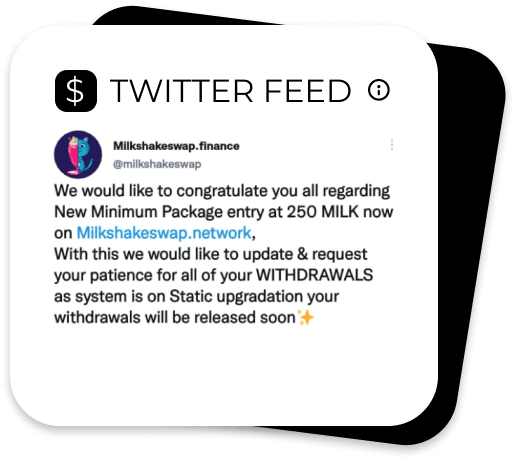 $ TWITTER FEED
Milkshakeswap.finance
@milkshakeswap
We would like to congratulate you all regarding
New Minimum Package entry at 250 MILK now
on Milkshakeswap.network,
With this we would like to update & request
your patience for all of your WITHDRAWALS
as system is on Static upgradation your
withdrawals will be released soon✨